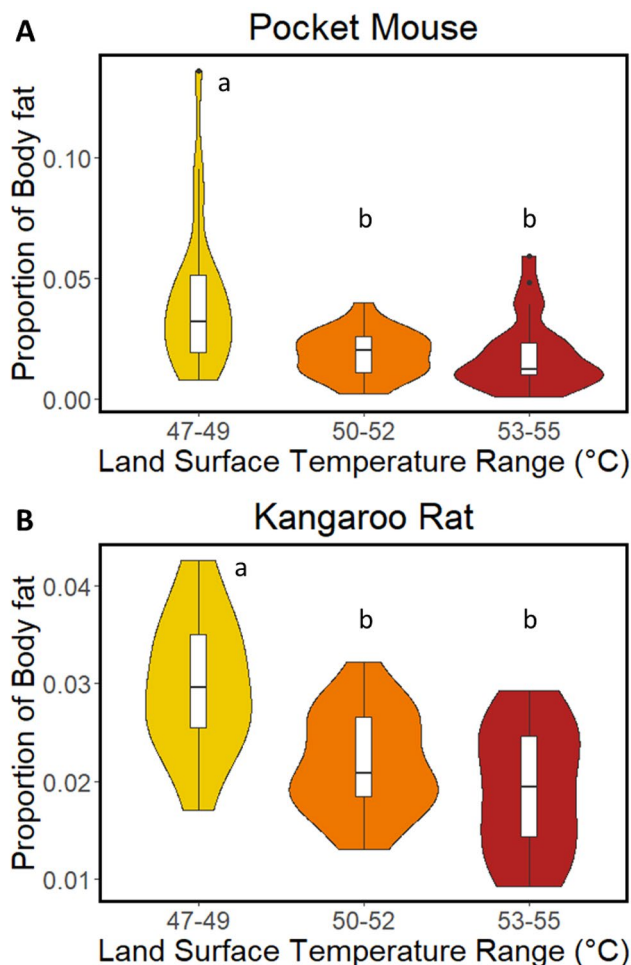 A
Pocket Mouse
Proportion of Body fat
0.10
0.05
0.00
a
b
b
47-49
50-52
53-55
Land Surface Temperature Range (°C)
B
Kangaroo Rat
Proportion of Body fat
0.04
0.03
0.02
0.01
a
b
b
47-49
50-52
53-55
Land Surface Temperature Range (°C)